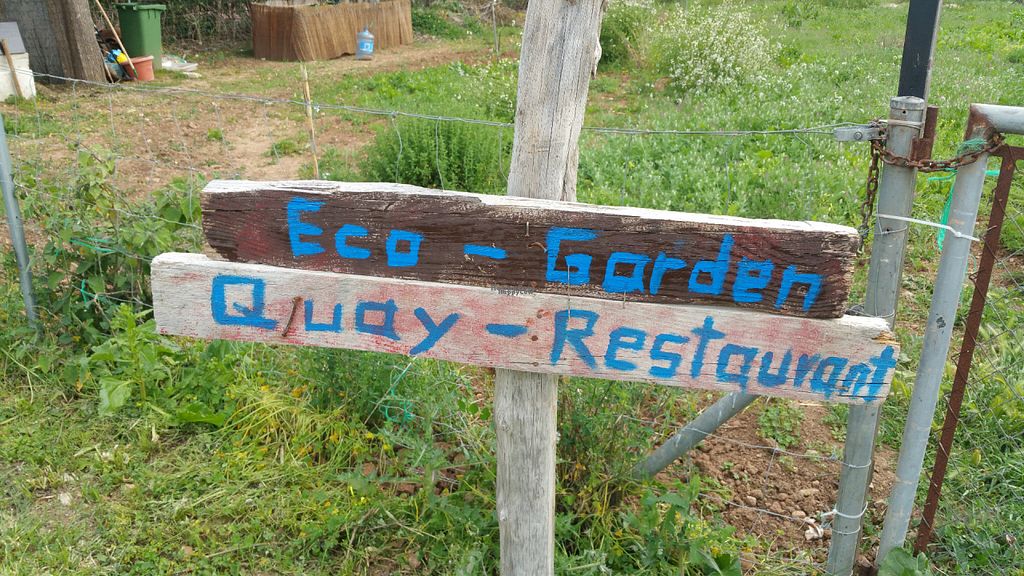 Eco - Garden
Quay - Restaurant